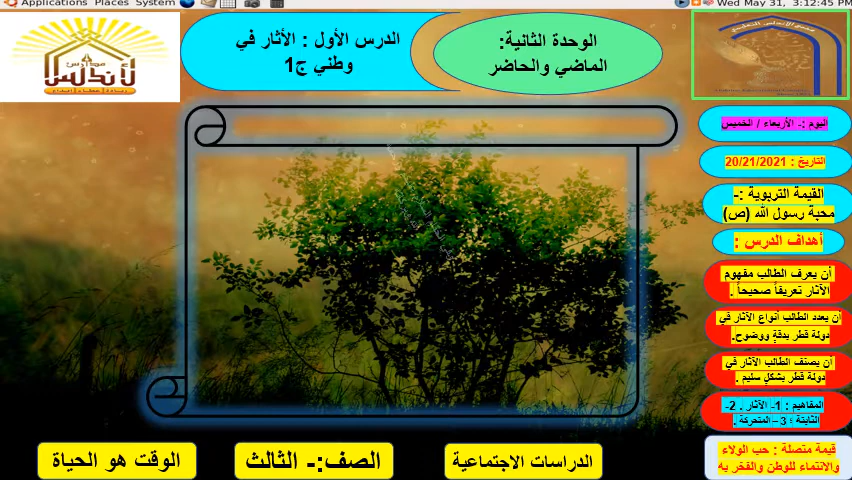 Applications Places System
Wed May 31, 3:12:45 PM
مدارس
الأندلس
الوحدة الثانية:
الماضي والحاضر
الدرس الأول : الأثار في
وطني ج1
اليوم :- الأربعاء / الخميس
التاريخ : 20/21/2021
القيمة التربوية :-
محبة رسول الله (ص)
أهداف الدرس :
أن يعرف الطالب مفهوم
الآثار تعريفاً صحيحاً .
ان يعدد الطالب أنواع الآثار في
دولة قطر بدقةٍ ووضوح.
أن يصنف الطالب الآثار في
دولة قطر بشكلٍ سليم .
المفاهيم : 1- الآثار . 2-
الثابتة ؛ 3 – المتحركة .
قيمة متصلة : حب الولاء
والانتماء للوطن والفخر به
الدراسات الاجتماعية
الصف:- الثالث
الوقت هو الحياة